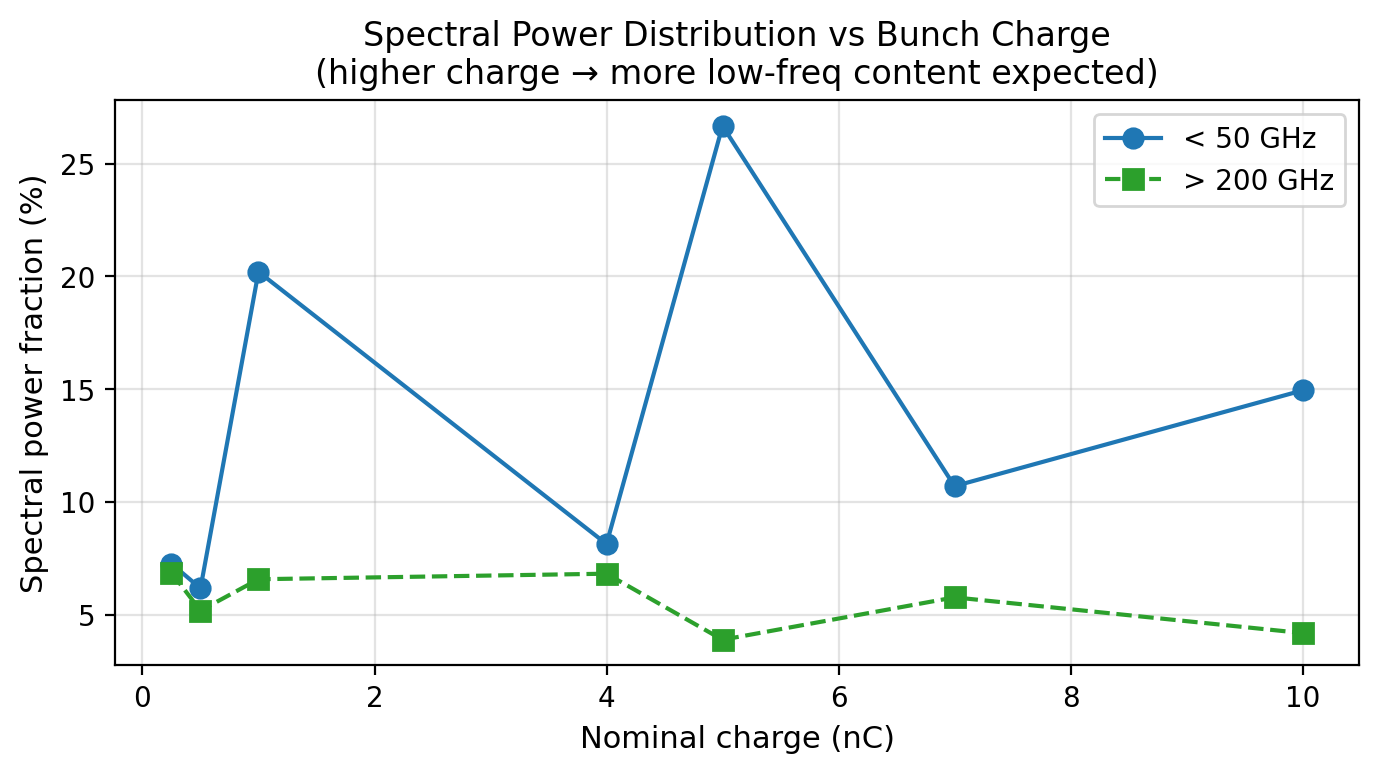 Spectral Power Distribution vs Bunch Charge
(higher charge → more low-freq content expected)
< 50 GHz
> 200 GHz
Spectral power fraction (%)
25
20
15
10
5
0
2
4
6
8
10
Nominal charge (nC)